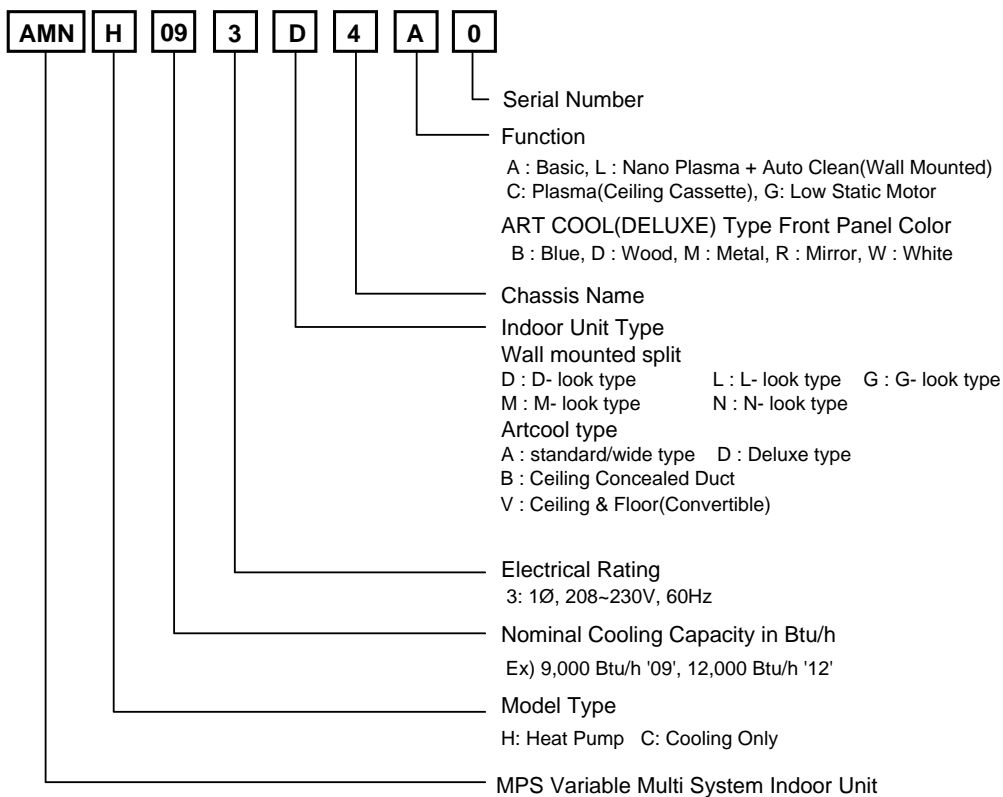 AMN H 09 3 D 4 A 0
Serial Number
Function
A : Basic, L : Nano Plasma + Auto Clean(Wall Mounted)
C: Plasma(Ceiling Cassette), G: Low Static Motor
ART COOL(DELUXE) Type Front Panel Color
B : Blue, D : Wood, M : Metal, R : Mirror, W : White
Chassis Name
Indoor Unit Type
Wall mounted split
D : D- look type L : L- look type G : G- look type
M : M- look type N : N- look type
Artcool type
A : standard/wide type D : Deluxe type
B : Ceiling Concealed Duct
V : Ceiling & Floor(Convertible)
Electrical Rating
3: 1Ø, 208~230V, 60Hz
Nominal Cooling Capacity in Btu/h
Ex) 9,000 Btu/h '09', 12,000 Btu/h '12'
Model Type
H: Heat Pump C: Cooling Only
MPS Variable Multi System Indoor Unit